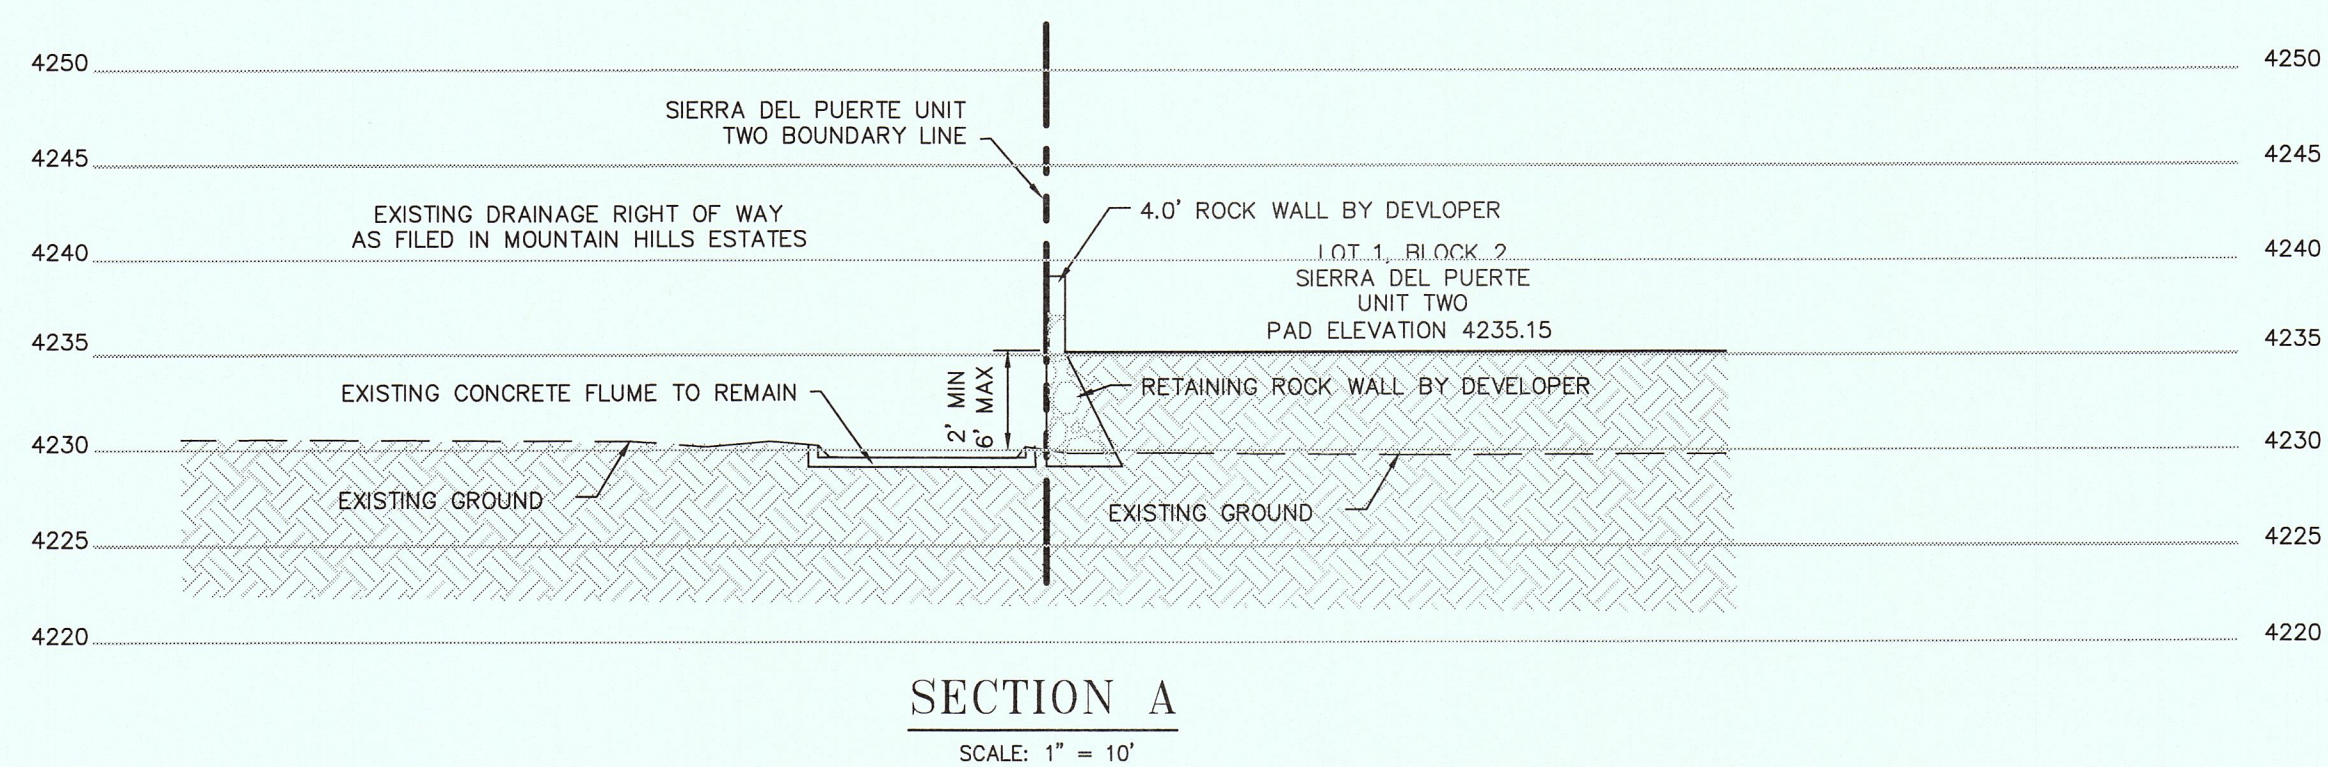 4250
4250
SIERRA DEL PUERTE UNIT
TWO BOUNDARY LINE
4245
4245
EXISTING DRAINAGE RIGHT OF WAY
AS FILED IN MOUNTAIN HILLS ESTATES
4.0' ROCK WALL BY DEVLOPER
4240
4240
LOT 1, BLOCK 2
SIERRA DEL PUERTE
UNIT TWO
PAD ELEVATION 4235.15
4235
4235
EXISTING CONCRETE FLUME TO REMAIN
2' MIN
6' MAX
RETAINING ROCK WALL BY DEVELOPER
4230
4230
EXISTING GROUND
EXISTING GROUND
4225
4225
4220
4220
SECTION A
SCALE: 1" = 10'